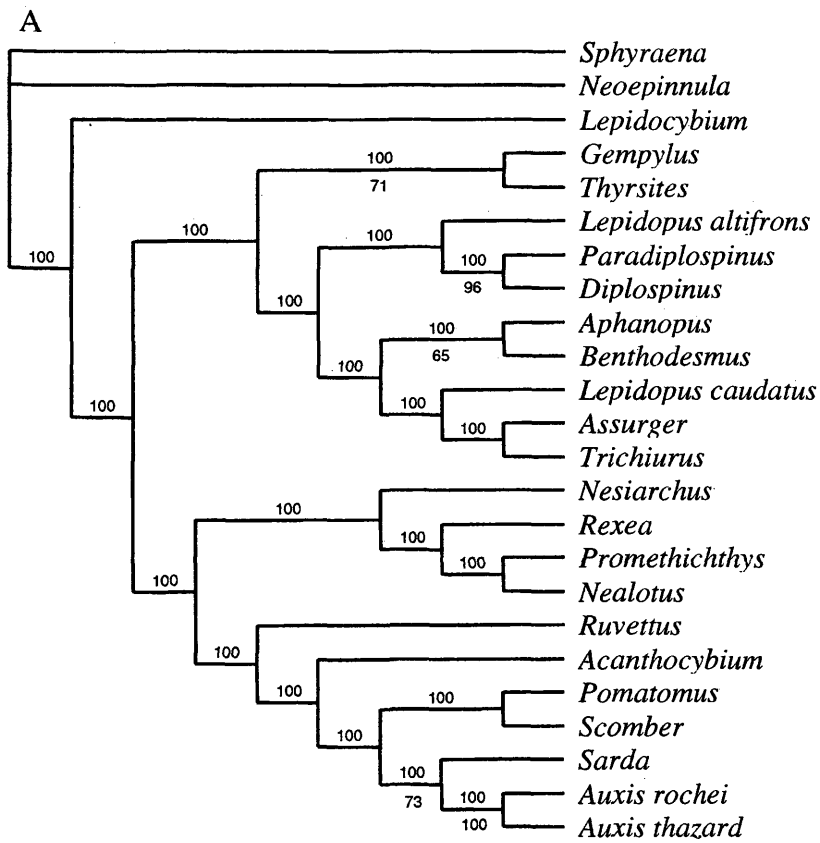 A
Sphyraena
Neoepinnula
Lepidocybium
100
Gempylus
71
Thyrsites
100
100
Lepidopus altifrons
100
Paradiplospinus
96
Diplospinus
100
100
Aphanopus
65
Benthodesmus
100
100
Lepidopus caudatus
100
Assurger
Trichiurus
100
100
100
Nesiarchus
100
Rexea
100
Promethichthys
100
Nealotus
Ruvettus
100
Acanthocybium
100
100
Pomatomus
Scomber
100
100
Sarda
73
100
Auxis rochei
100
Auxis thazard